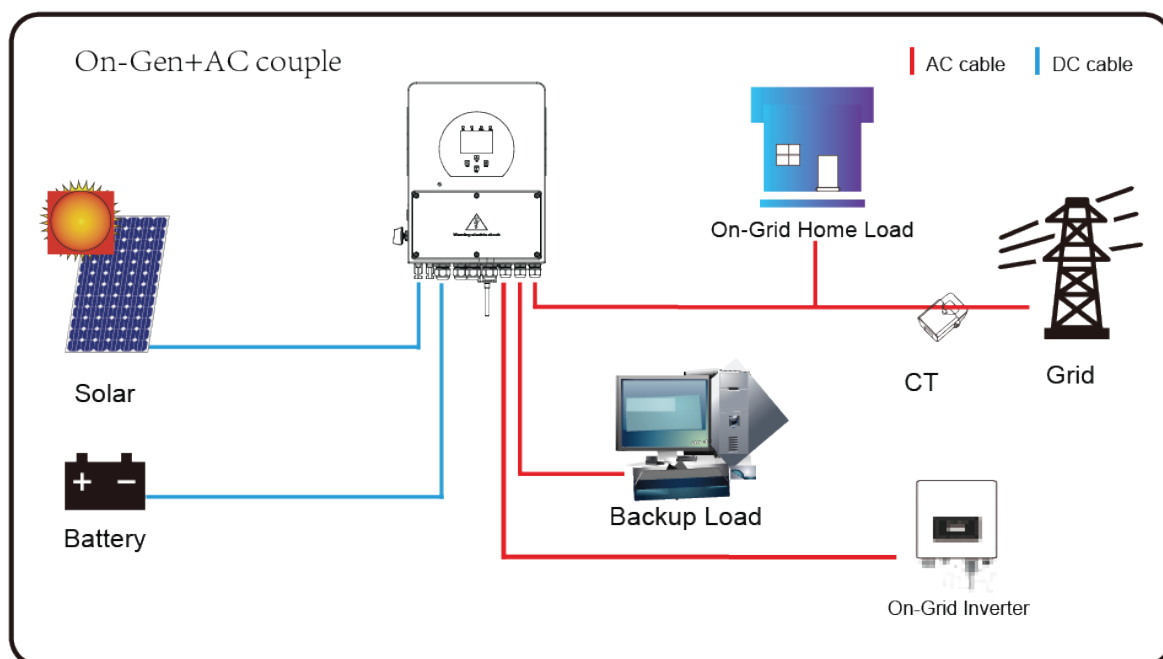 On-Gen+AC couple
AC cable
DC cable
On-Grid Home Load
Solar
CT
Grid
Battery
Backup Load
On-Grid Inverter